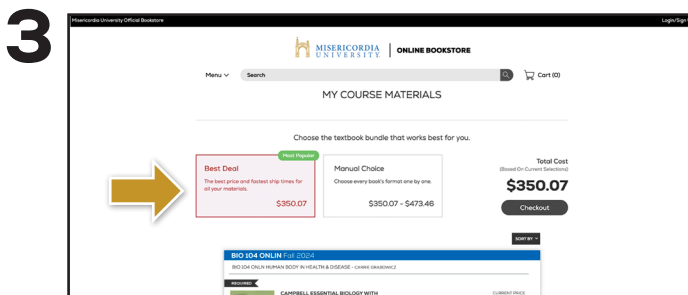 3
Misericordia University Official Bookstore
Login/Sign
MISERICORDIA
UNIVERSITY
ONLINE BOOKSTORE
Menu
Search
Cart (0)
MY COURSE MATERIALS
Choose the textbook bundle that works best for you.
Most Popular
Best Deal
The best price and fastest ship times for
all your materials.
$350.07
Manual Choice
Choose every book's format one by one.
$350.07 - $473.46
Total Cost
(Based On Current Selections)
$350.07
Checkout
SORT BY
BIO 104 ONLIN Fall 2024
BIO 104 ONLN HUMAN BODY IN HEALTH & DISEASE - CARRIE GRABOWICZ
REQUIRED
CAMPBELL ESSENTIAL BIOLOGY WITH
CURRENT PRICE